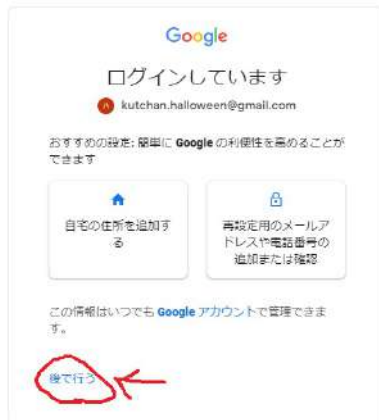 Google
ログインしています
kutchan.halloween@gmail.com
おすすめの設定: 簡単に Google の利便性を高めることが
できます
自宅の住所を追加す
る
再設定用のメールア
ドレスや電話番号の
追加または確認
この情報はいつでも Google アカウントで管理できま
す。
後で行う